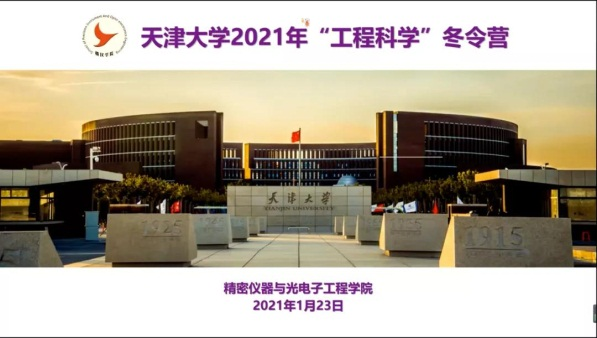 天津大学2021年“工程科学”冬令营
天津大学
TIANJIN UNIVERSITY
1925
1915
精密仪器与光电子工程学院
2021年1月23日